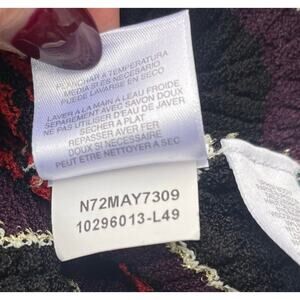 PLANCHAR A TEMPERATURA
MEDIA SI ES NECESARIO
PUEDE LAVARSE EN SECO
LAVER A LA MAIN A LEAU FROIDE
SEPAREMENT AVEC SAVON DOUX
NE PAS UTILISER D'EAU DE JAVER
SECHER A PLAT
REPASSER AVER FER
DOUX SI NECESSAIRE
PEUT ETRE NETTOYER A SEC
N72MAY7309
10296013-L49